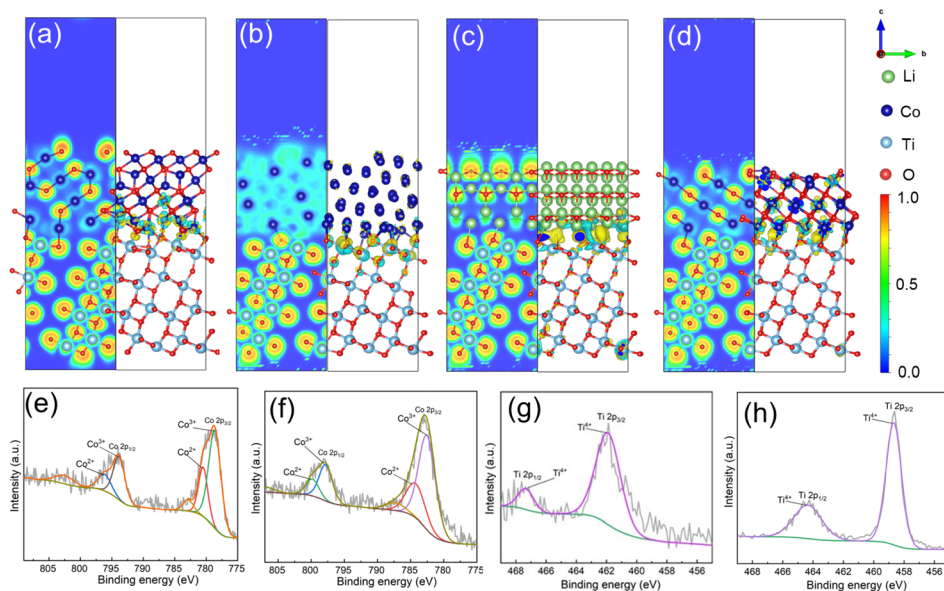 (a)
(b)
(c)
(d)
c
b
Li
Co
Ti
O
1.0
0.5
0.0
(e)
Co³⁺
Co 2p₁/₂
Co²⁺
Co 2p₃/₂
Co³⁺
Co²⁺
Intensity (a.u.)
805 800 795 790 785 780 775
Binding energy (eV)
(f)
Co³⁺
Co 2p₁/₂
Co²⁺
Co 2p₃/₂
Co³⁺
Co²⁺
Intensity (a.u.)
805 800 795 790 785 780 775
Binding energy (eV)
(g)
Ti 2p₃/₂
Ti⁴⁺
Ti 2p₁/₂
Ti⁴⁺
Intensity (a.u.)
468 466 464 462 460 458 456
Binding energy (eV)
(h)
Ti 2p₃/₂
Ti⁴⁺
Ti 2p₁/₂
Ti⁴⁺
Intensity (a.u.)
468 466 464 462 460 458 456
Binding energy (eV)